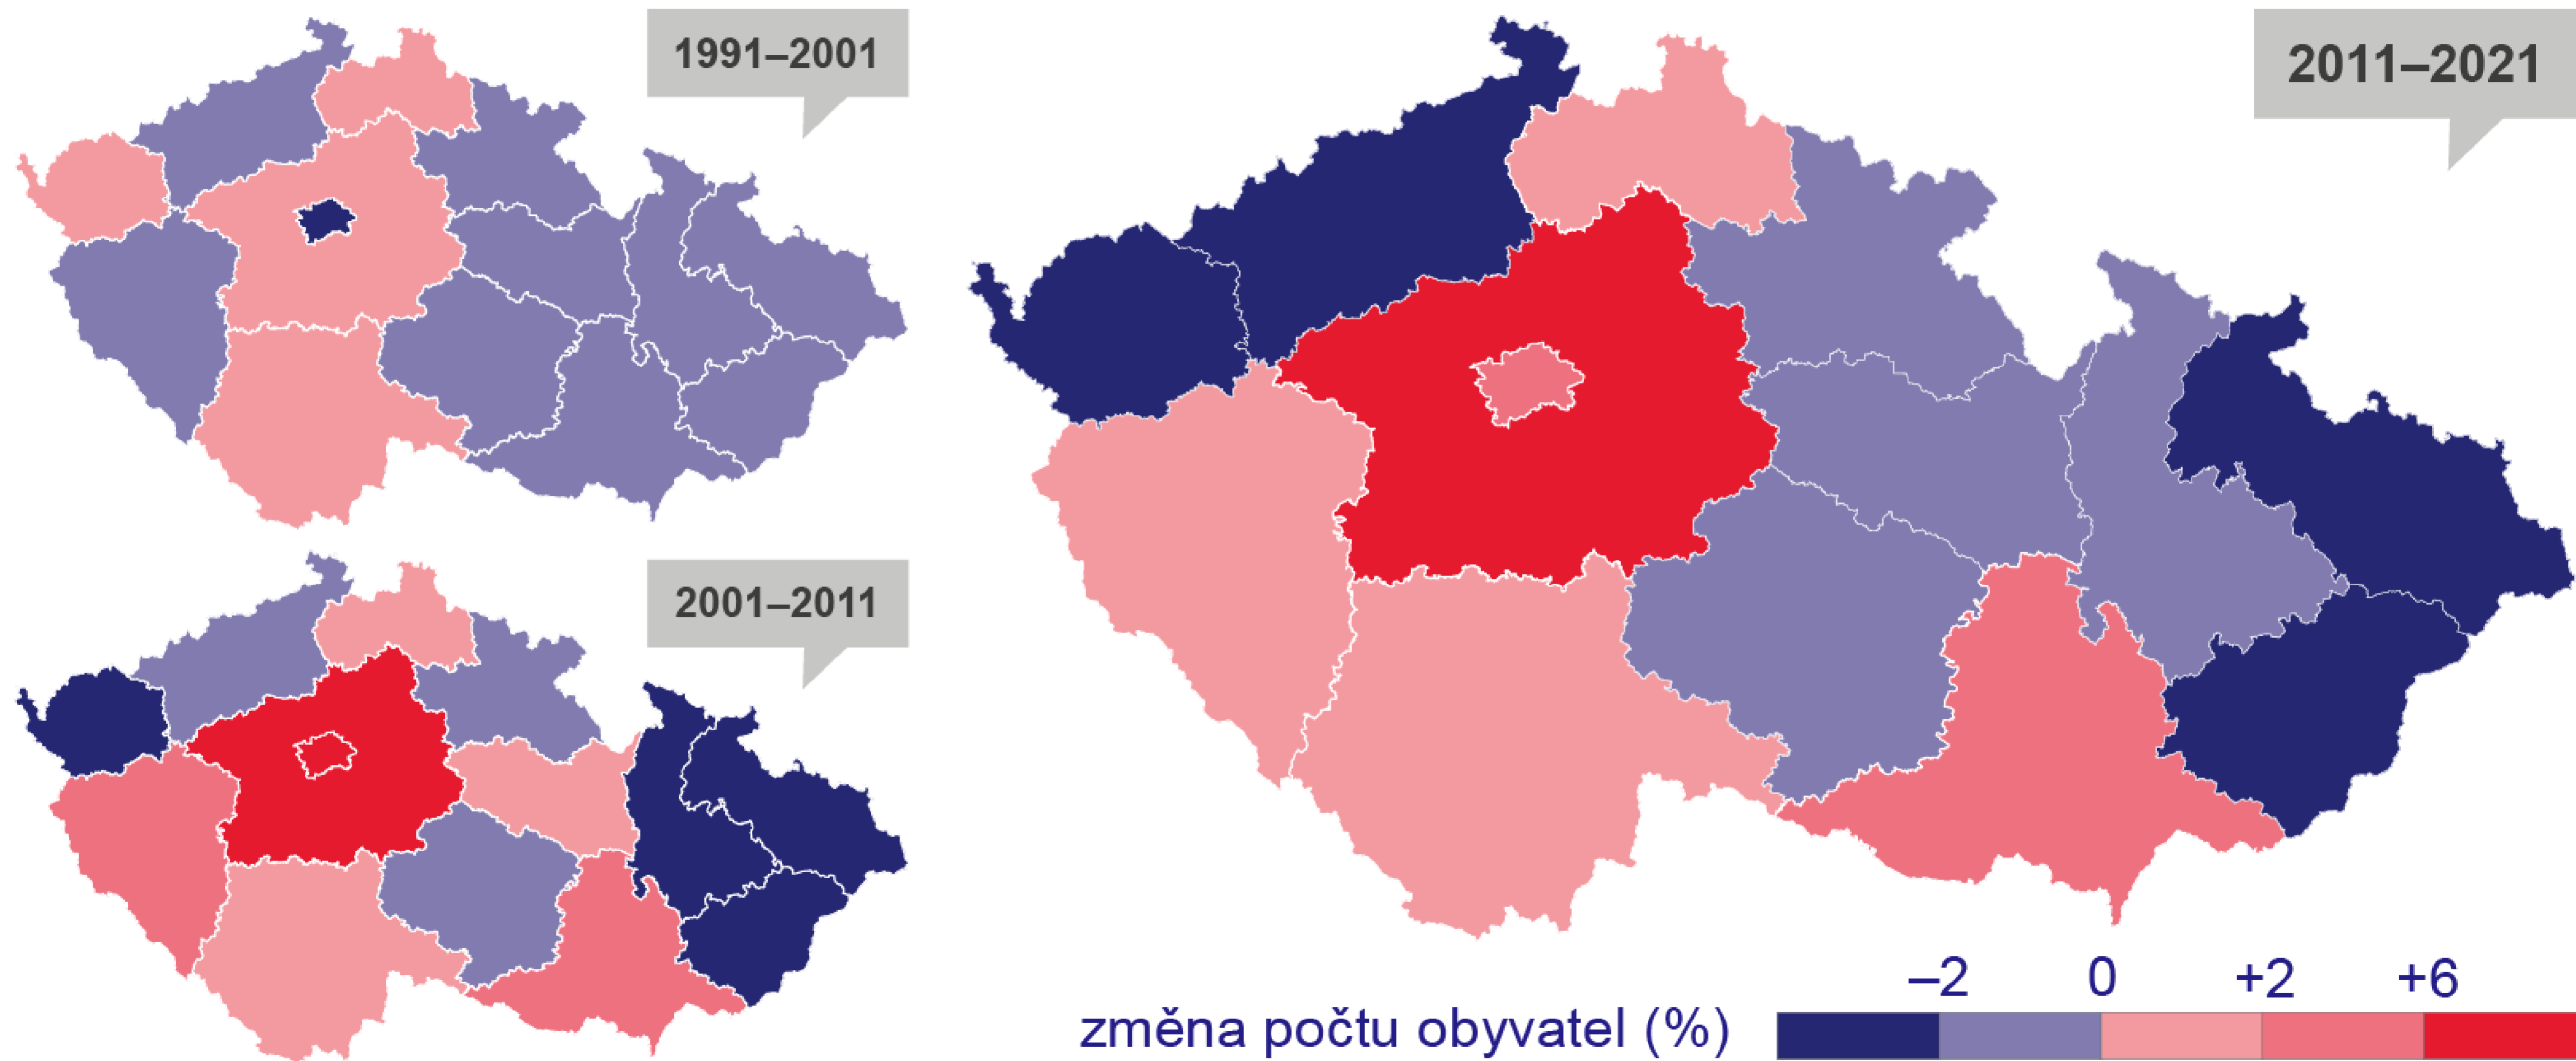 1991–2001
2011–2021
2001–2011
–2 0 +2 +6
změna počtu obyvatel (%)